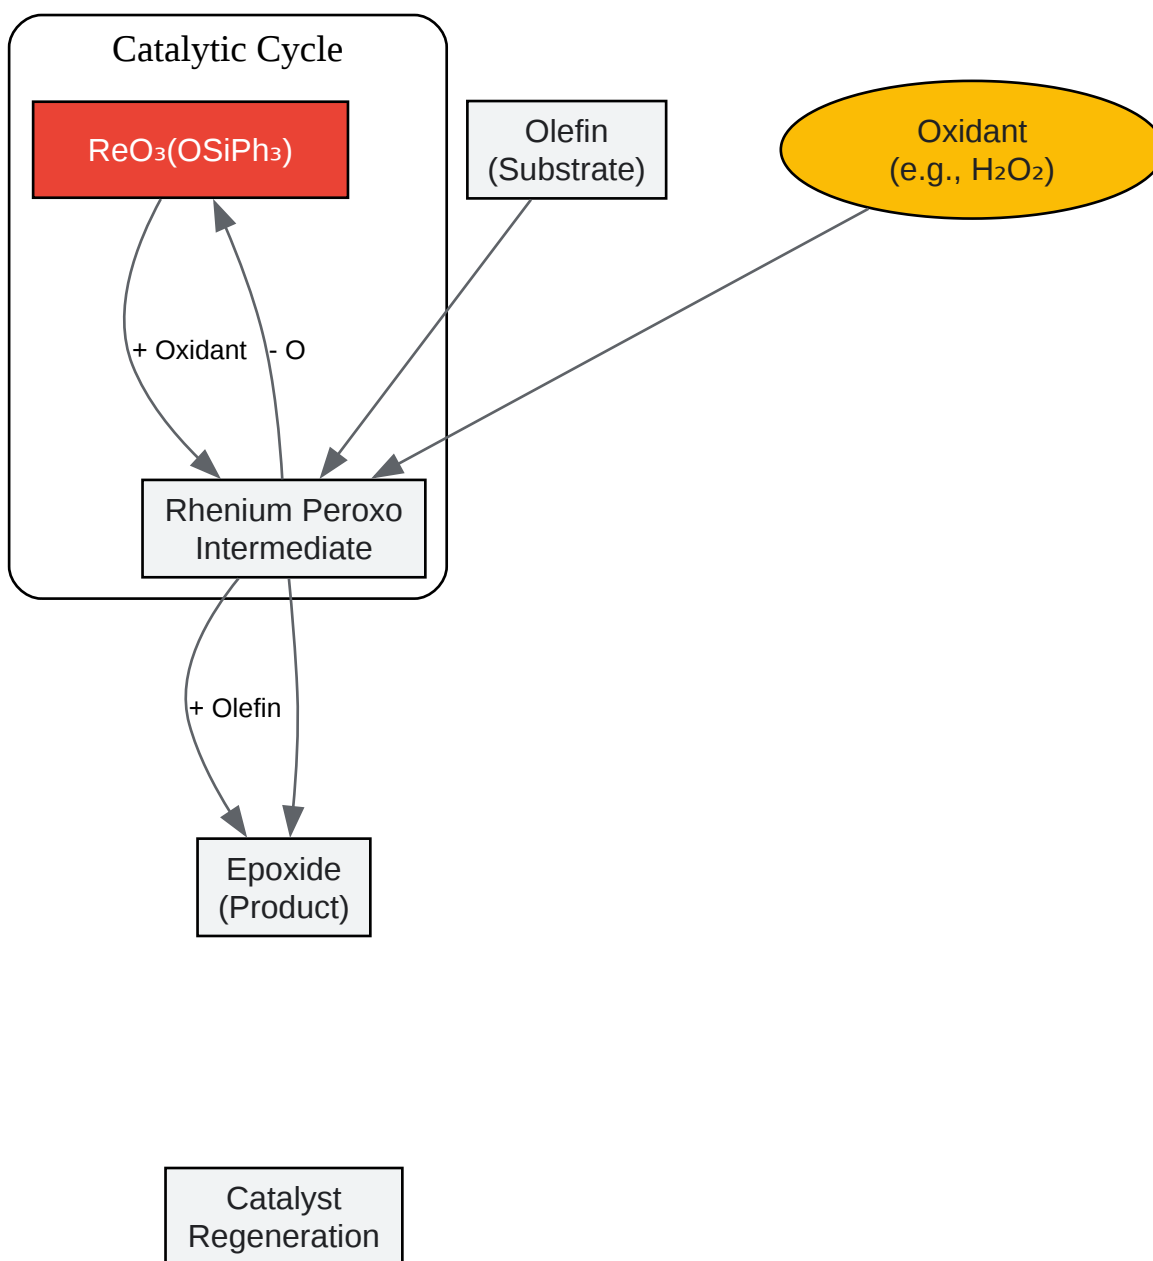 Catalytic Cycle
ReO₃(OSiPh₃)
Olefin
(Substrate)
Oxidant
(e.g., H₂O₂)
+ Oxidant
- O
Rhenium Peroxo
Intermediate
+ Olefin
Epoxide
(Product)
Catalyst
Regeneration